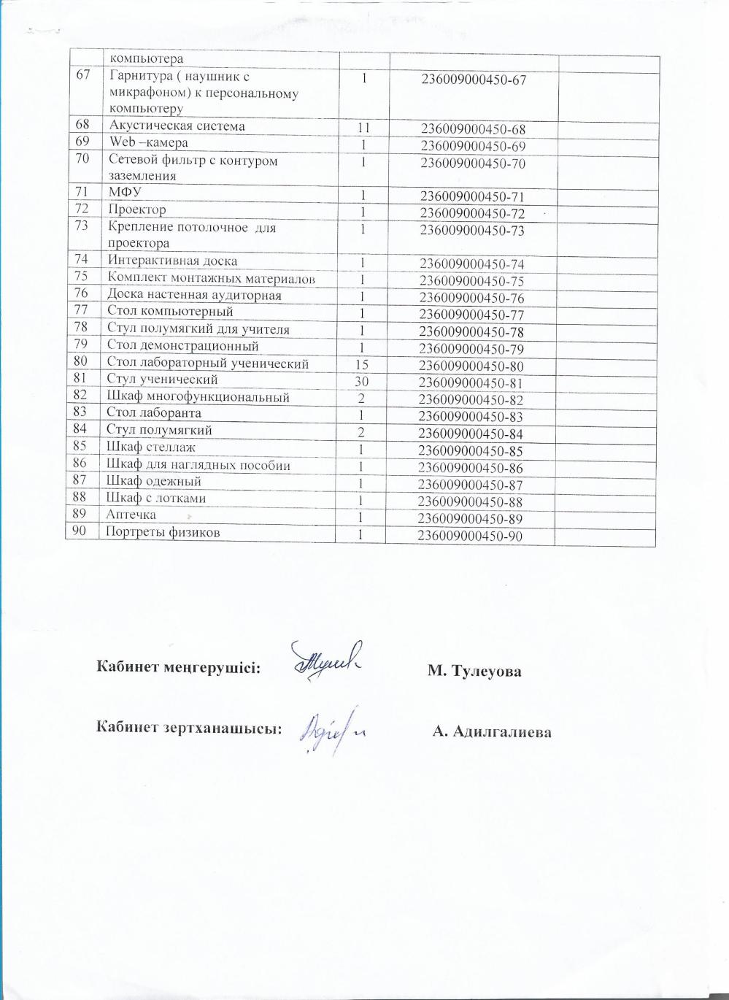 компьютера
67 Гарнитура ( наушник с 1 236009000450-67
микрафоном) к персональному
компьютеру
68 Акустическая система 11 236009000450-68
69 Web –камера 1 236009000450-69
70 Сетевой фильтр с контуром 1 236009000450-70
заземления
71 МФУ 1 236009000450-71
72 Проектор 1 236009000450-72
73 Крепление потолочное для 1 236009000450-73
проектора
74 Интерактивная доска 1 236009000450-74
75 Комплект монтажных материалов 1 236009000450-75
76 Доска настенная аудиторная 1 236009000450-76
77 Стол компьютерный 1 236009000450-77
78 Стул полумягкий для учителя 1 236009000450-78
79 Стол демонстрационный 1 236009000450-79
80 Стол лабораторный ученический 15 236009000450-80
81 Стул ученический 30 236009000450-81
82 Шкаф многофункциональный 2 236009000450-82
83 Стол лаборанта 1 236009000450-83
84 Стул полумягкий 2 236009000450-84
85 Шкаф стеллаж 1 236009000450-85
86 Шкаф для наглядных пособии 1 236009000450-86
87 Шкаф одежный 1 236009000450-87
88 Шкаф с лотками 1 236009000450-88
89 Аптечка 1 236009000450-89
90 Портреты физиков 1 236009000450-90
Кабинет меңгерушісі: М. Тулеуова
Кабинет зертханашысы: А. Адилгалиева